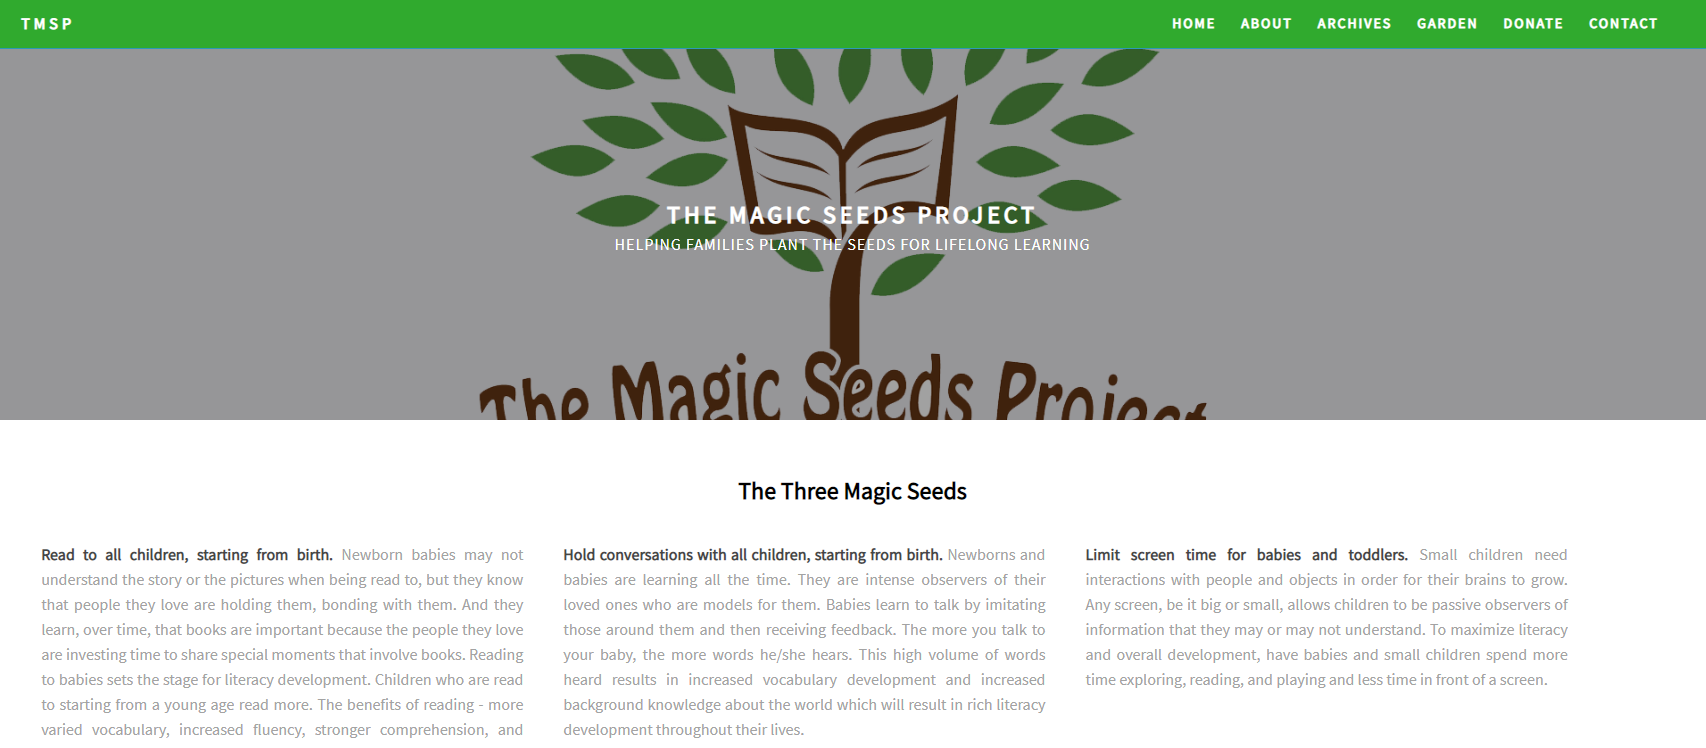 TMSP
HOME ABOUT ARCHIVES GARDEN DONATE CONTACT
THE MAGIC SEEDS PROJECT
HELPING FAMILIES PLANT THE SEEDS FOR LIFELONG LEARNING
The Magic Seeds Project
The Three Magic Seeds
Read to all children, starting from birth. Newborn babies may not
understand the story or the pictures when being read to, but they know
that people they love are holding them, bonding with them. And they
learn, over time, that books are important because the people they love
are investing time to share special moments that involve books. Reading
to babies sets the stage for literacy development. Children who are read
to starting from a young age read more. The benefits of reading - more
varied vocabulary, increased fluency, stronger comprehension, and
Hold conversations with all children, starting from birth. Newborns and
babies are learning all the time. They are intense observers of their
loved ones who are models for them. Babies learn to talk by imitating
those around them and then receiving feedback. The more you talk to
your baby, the more words he/she hears. This high volume of words
heard results in increased vocabulary development and increased
background knowledge about the world which will result in rich literacy
development throughout their lives.
Limit screen time for babies and toddlers. Small children need
interactions with people and objects in order for their brains to grow.
Any screen, be it big or small, allows children to be passive observers of
information that they may or may not understand. To maximize literacy
and overall development, have babies and small children spend more
time exploring, reading, and playing and less time in front of a screen.